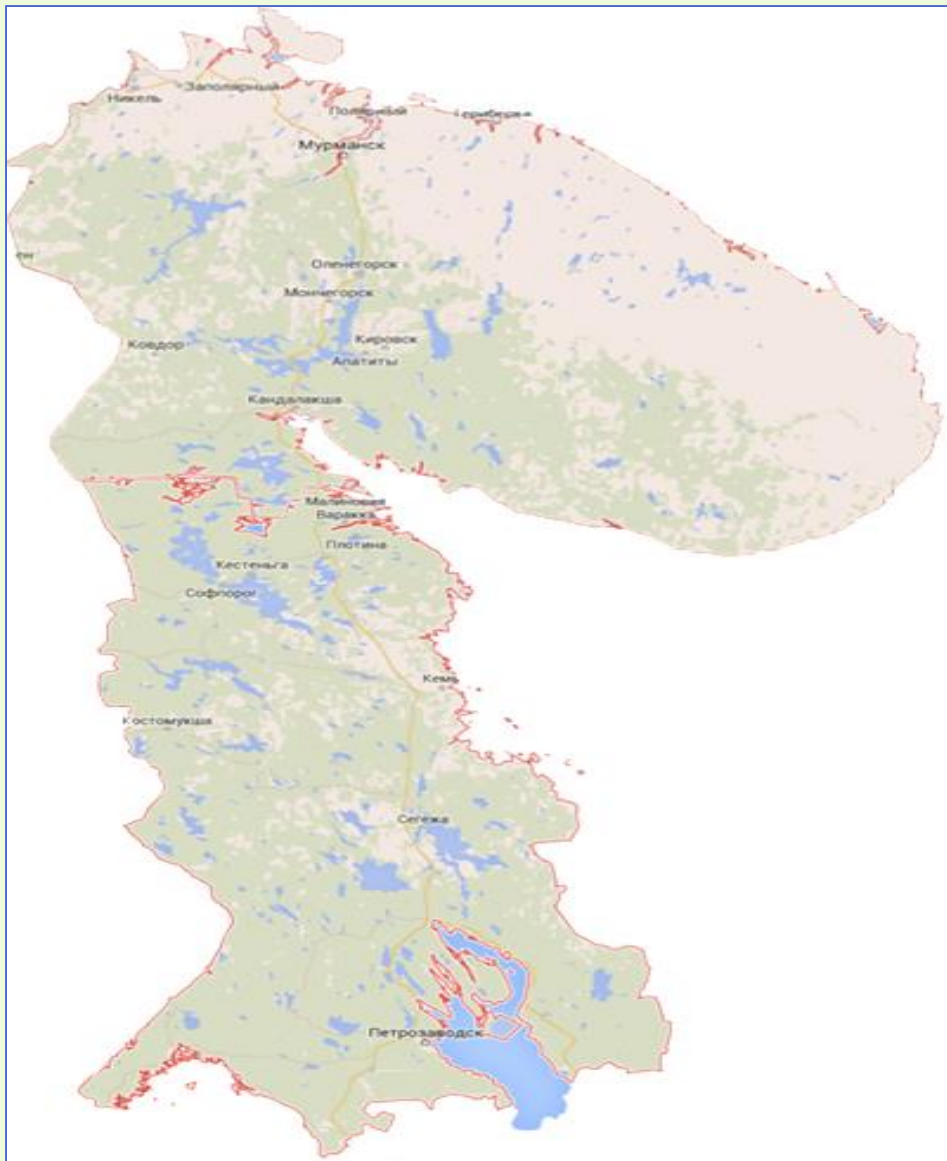 Заполярный
Никель
Полярный
Мурманск
Оленегорск
Мончегорск
Ковдор
Кировск
Апатиты
Кандалакша
Малиновая
Варакка
Плотина
Кестеньга
Софпорог
Кемь
Костомукша
Сегежа
Петрозаводск